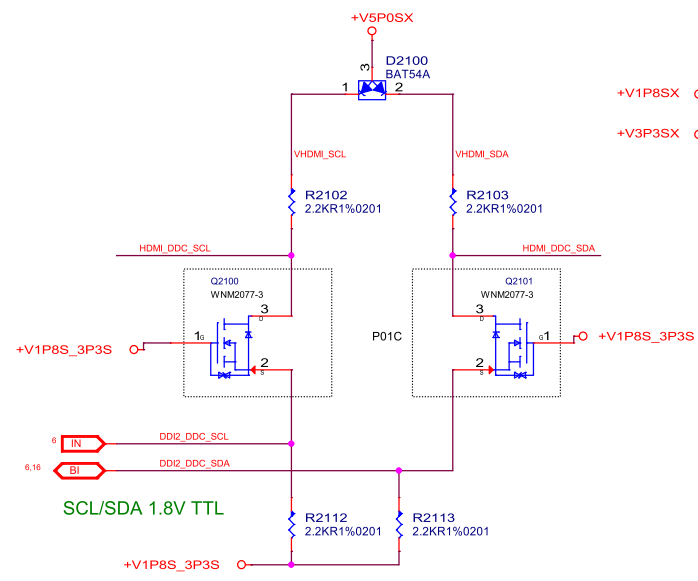 +V5P0SX
3
D2100
BAT54A
1
2
+V1P8SX
+V3P3SX
VHDMI_SCL
VHDMI_SDA
R2102
2.2KR1%0201
R2103
2.2KR1%0201
HDMI_DDC_SCL
HDMI_DDC_SDA
Q2100
WNM2077-3
Q2101
WNM2077-3
3
D
3
D
+V1P8S_3P3S
1
G
P01C
G
1
+V1P8S_3P3S
2
S
2
S
6
IN
DDI2_DDC_SCL
6,16
BI
DDI2_DDC_SDA
SCL/SDA 1.8V TTL
R2112
2.2KR1%0201
R2113
2.2KR1%0201
+V1P8S_3P3S